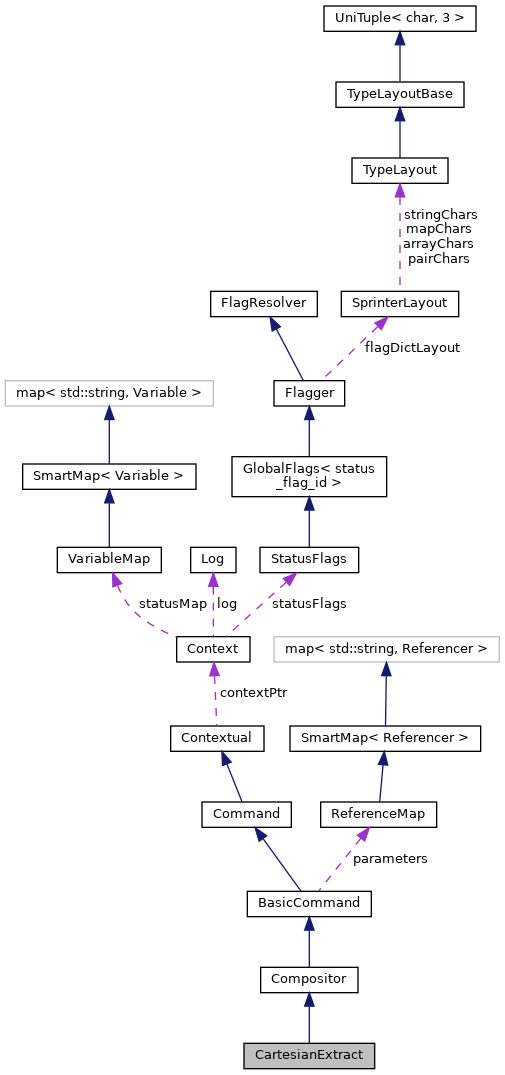 UniTuple< char, 3 >
TypeLayoutBase
TypeLayout
stringChars
mapChars
arrayChars
pairChars
FlagResolver
SprinterLayout
flagDictLayout
map< std::string, Variable >
Flagger
SmartMap< Variable >
GlobalFlags< status
_flag_id >
VariableMap
Log
StatusFlags
statusMap
log
statusFlags
Context
map< std::string, Referencer >
contextPtr
Contextual
SmartMap< Referencer >
Command
ReferenceMap
parameters
BasicCommand
Compositor
CartesianExtract